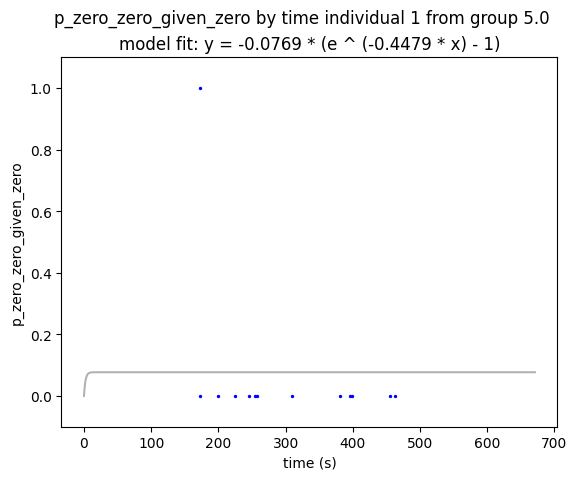 p_zero_zero_given_zero by time individual 1 from group 5.0
model fit: y = -0.0769 * (e ^ (-0.4479 * x) - 1)
1.0
0.8
0.6
0.4
0.2
0.0
p_zero_zero_given_zero
0 100 200 300 400 500 600 700
time (s)